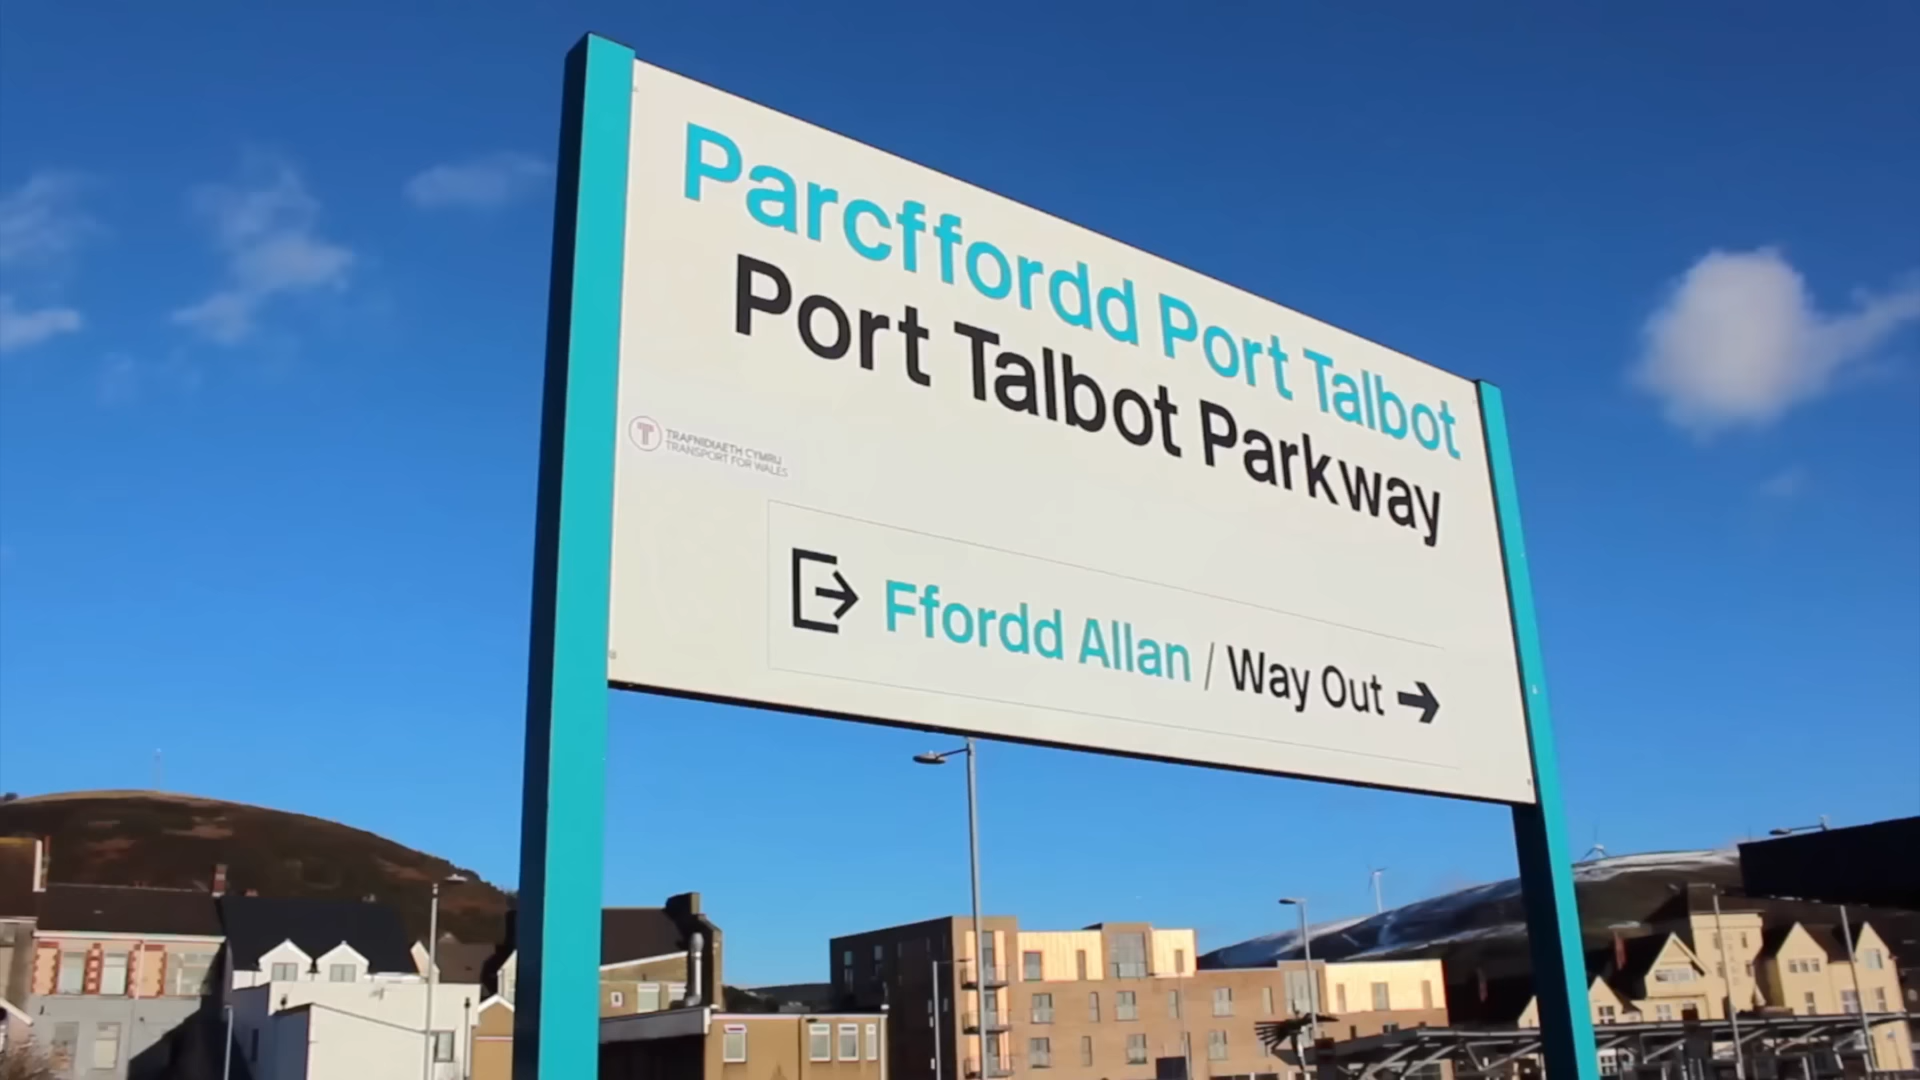 Parcffordd Port Talbot
Port Talbot Parkway
T TRAFNIDIAETH CYMRU
TRANSPORT FOR WALES
Ffordd Allan / Way Out